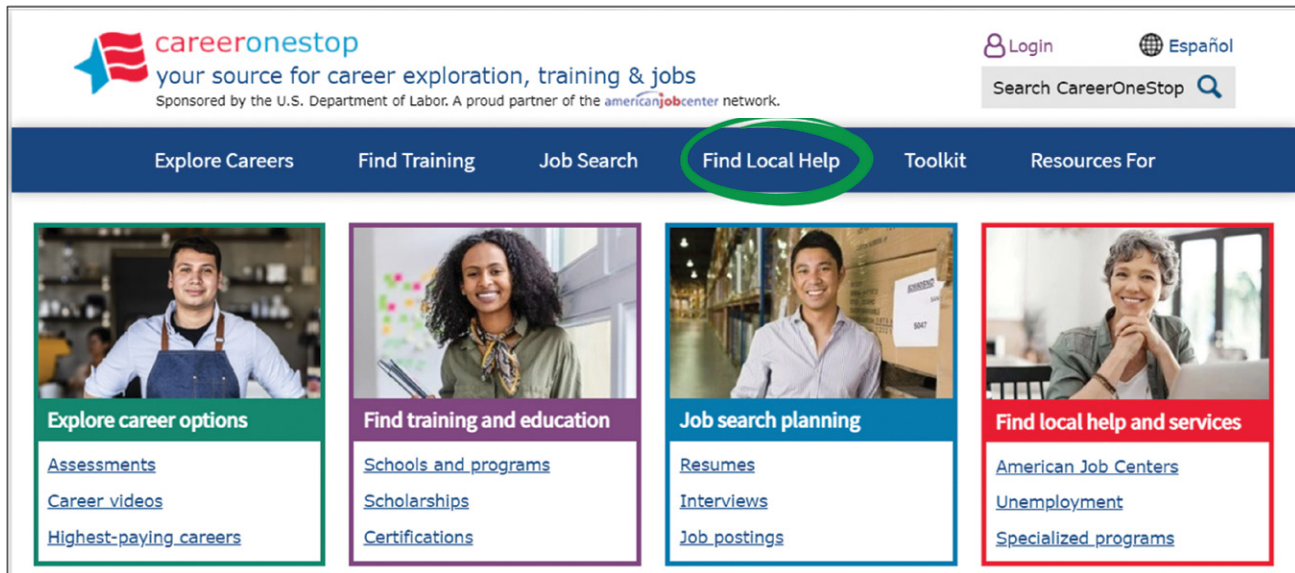 careeronestop
your source for career exploration, training & jobs
Sponsored by the U.S. Department of Labor. A proud partner of the americanjobcenter network.
Login
Español
Search CareerOneStop
Explore Careers
Find Training
Job Search
Find Local Help
Toolkit
Resources For
Explore career options
Assessments
Career videos
Highest-paying careers
Find training and education
Schools and programs
Scholarships
Certifications
Job search planning
Resumes
Interviews
Job postings
5047
Find local help and services
American Job Centers
Unemployment
Specialized programs